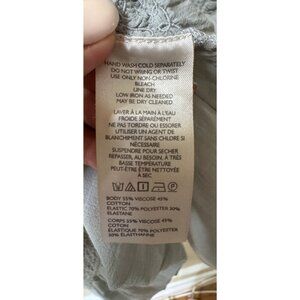 HAND WASH COLD SEPARATELY
DO NOT WRING OR TWIST
USE ONLY NON-CHLORINE
BLEACH
LINE DRY
LOW IRON AS NEEDED
MAY BE DRY CLEANED
LAVER À LA MAIN À L'EAU
FROIDE SÉPARÉMENT
NE PAS TORDRE OU ESSORER
UTILISER UN AGENT DE
BLANCHIMENT SANS CHLORE SI
NÉCESSAIRE
SUSPENDRE POUR SÉCHER
REPASSER, AU BESOIN, À TRÈS
BASSE TEMPÉRATURE
PEUT-ÊTRE NETTOYÉE
À SEC
BODY 55% VISCOSE 45%
COTTON
ELASTIC 70% POLYESTER 30%
ELASTANE
CORPS 55% VISCOSE 45%
COTON
ELASTIQUE 70% POLYESTER
30% ELASTHANNE